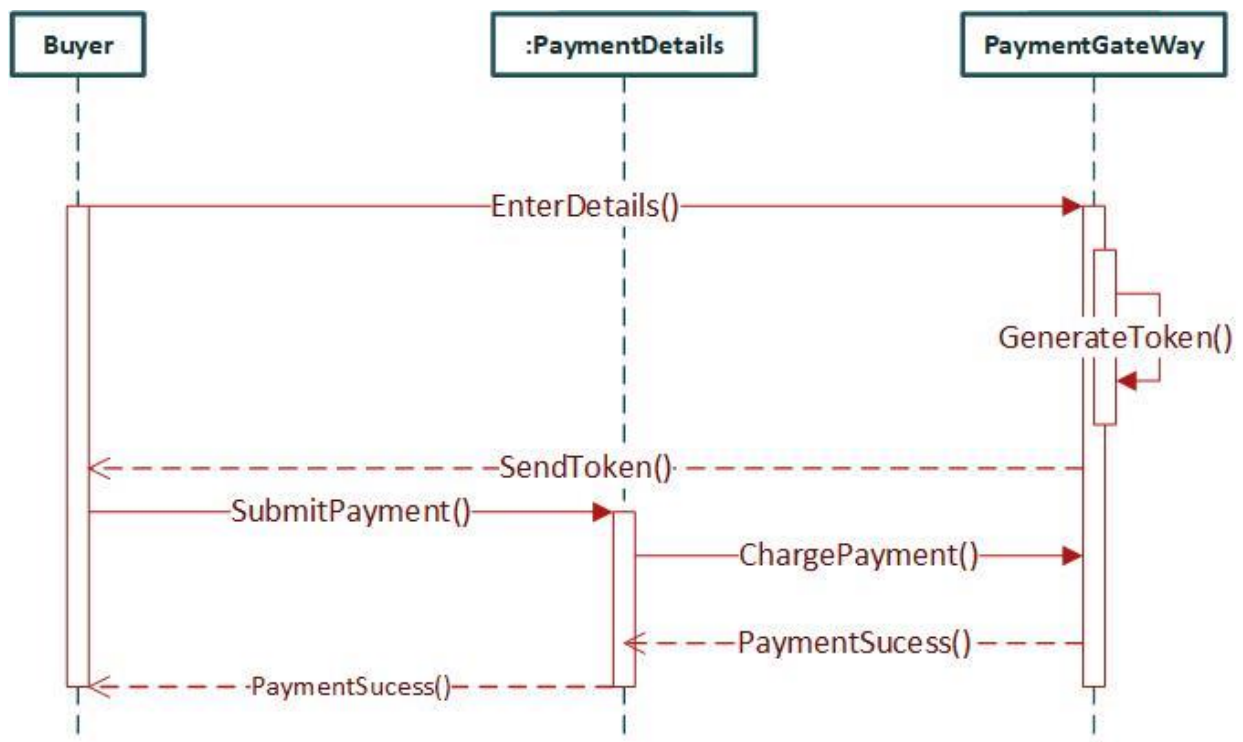 Buyer
:PaymentDetails
PaymentGateWay
EnterDetails()
GenerateToken()
SendToken()
SubmitPayment()
ChargePayment()
PaymentSucess()
PaymentSucess()